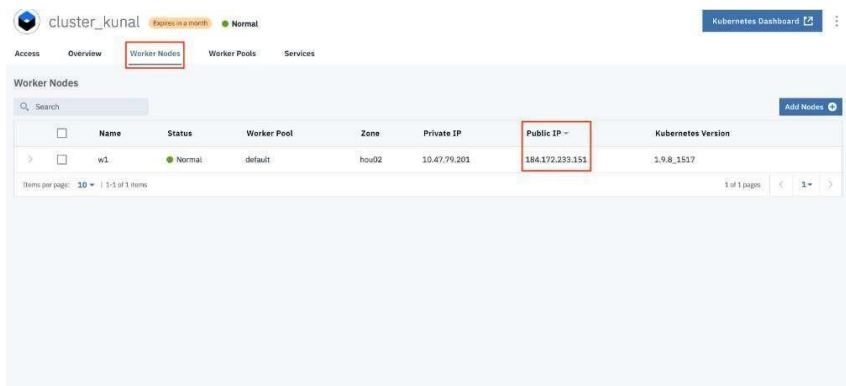 cluster_kunal Expires in a month Normal Kubernetes Dashboard
Access Overview Worker Nodes Worker Pools Services
Worker Nodes
Search Add Nodes
Name Status Worker Pool Zone Private IP Public IP Kubernetes Version
w1 Normal default hou02 10.47.79.201 184.172.233.151 1.9.8_1517
Items per page: 10 | 1-1 of 1 items 1 of 1 pages 1